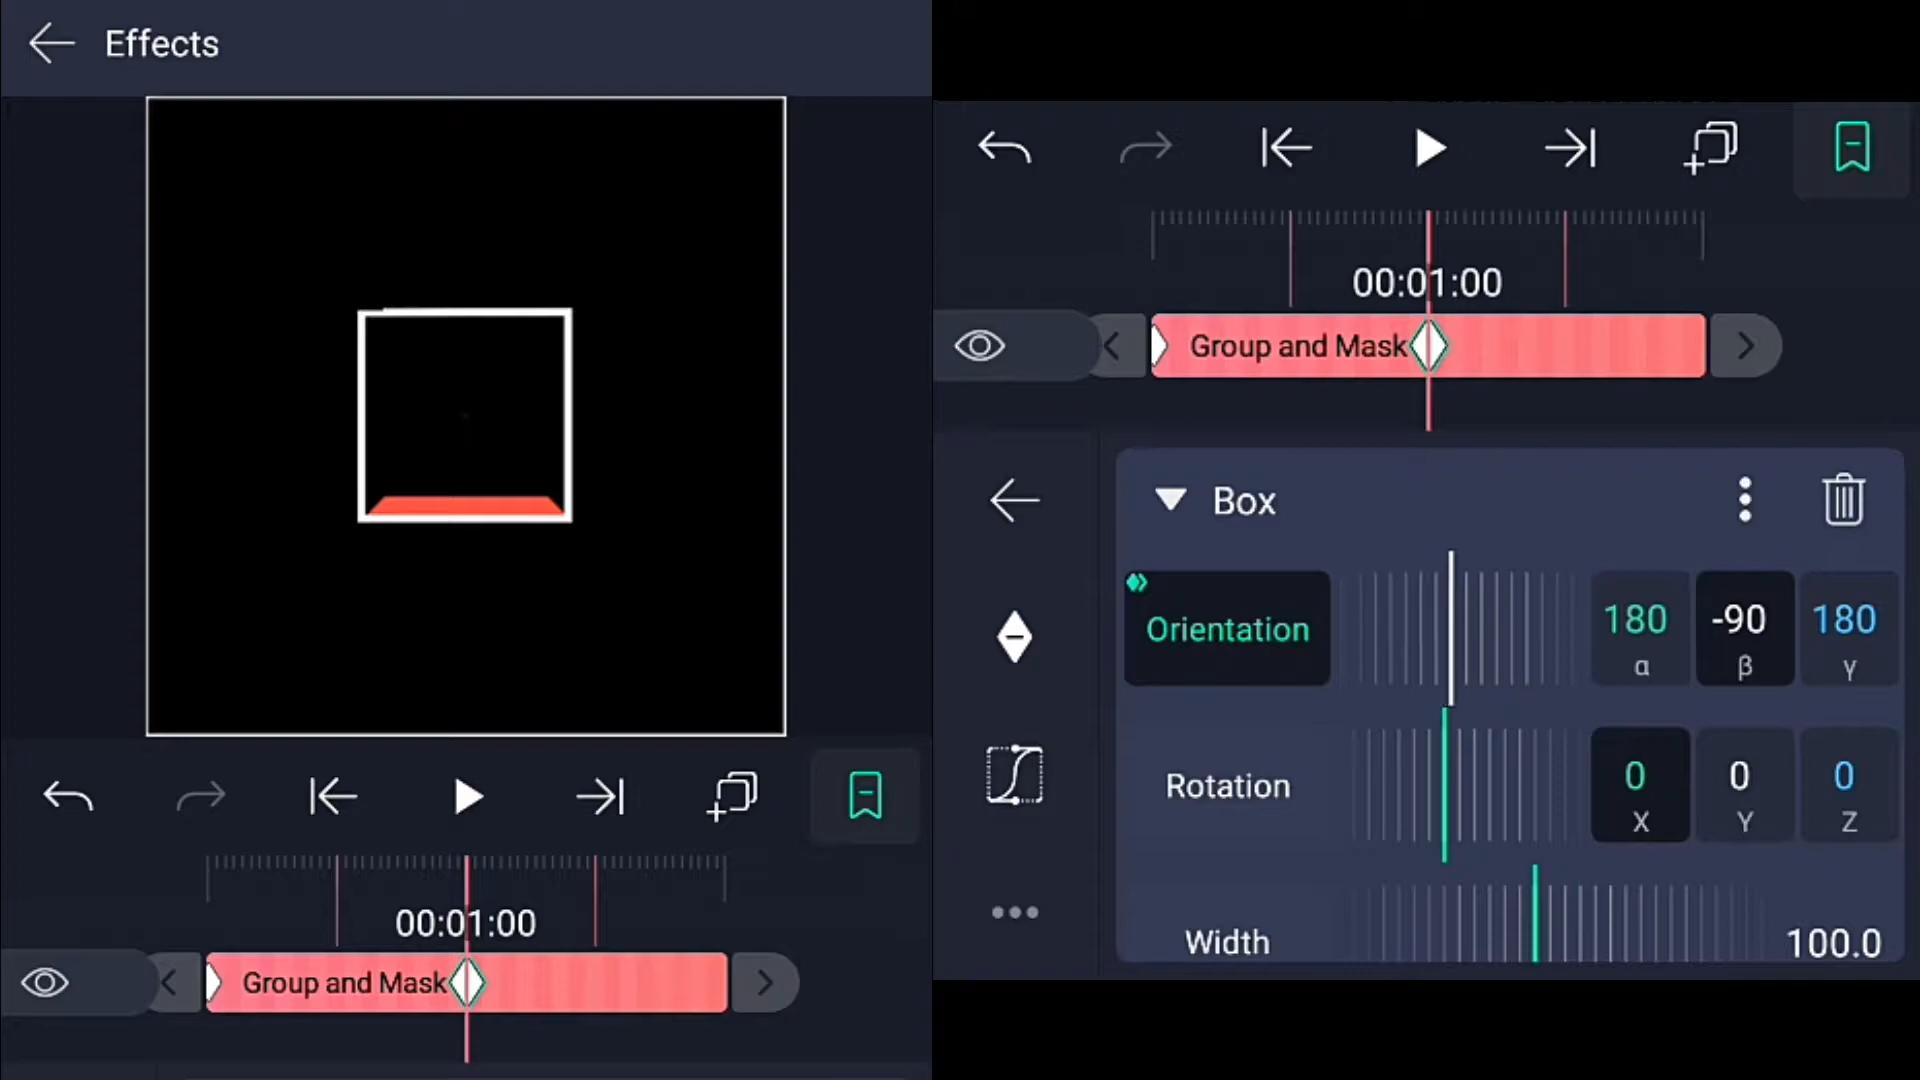 Effects
00:01:00
Group and Mask
00:01:00
Group and Mask
Box
Orientation
180 -90 180
α β γ
Rotation
0 0 0
X Y Z
Width
100.0